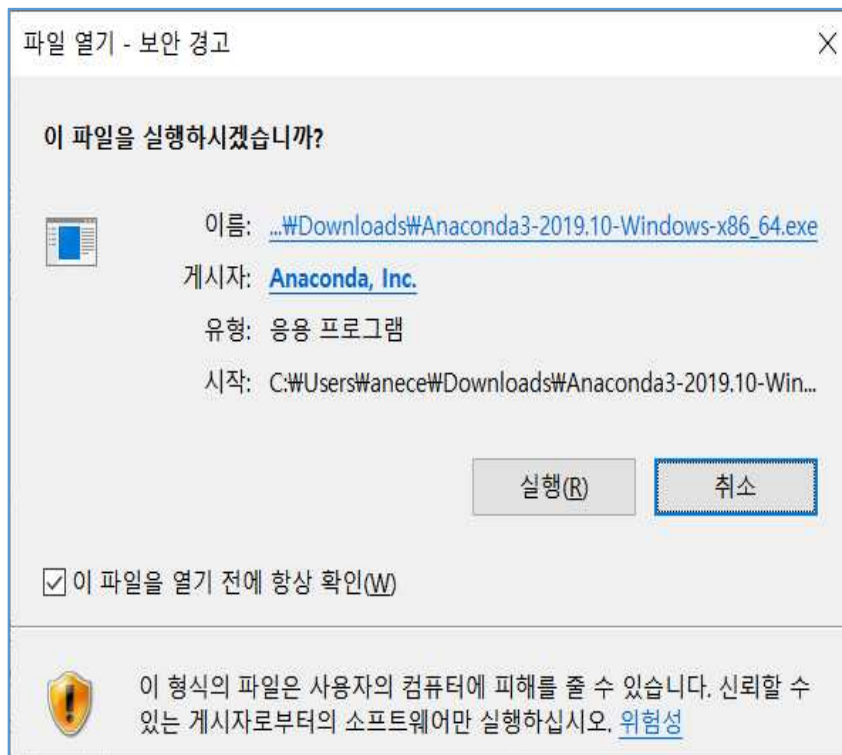 파일 열기 - 보안 경고
이 파일을 실행하시겠습니까?
이름: ...₩Downloads₩Anaconda3-2019.10-Windows-x86_64.exe
게시자: Anaconda, Inc.
유형: 응용 프로그램
시작: C:₩Users₩anece₩Downloads₩Anaconda3-2019.10-Win...
실행(R) 취소
이 파일을 열기 전에 항상 확인(W)
이 형식의 파일은 사용자의 컴퓨터에 피해를 줄 수 있습니다. 신뢰할 수
있는 게시자로부터의 소프트웨어만 실행하십시오. 위험성